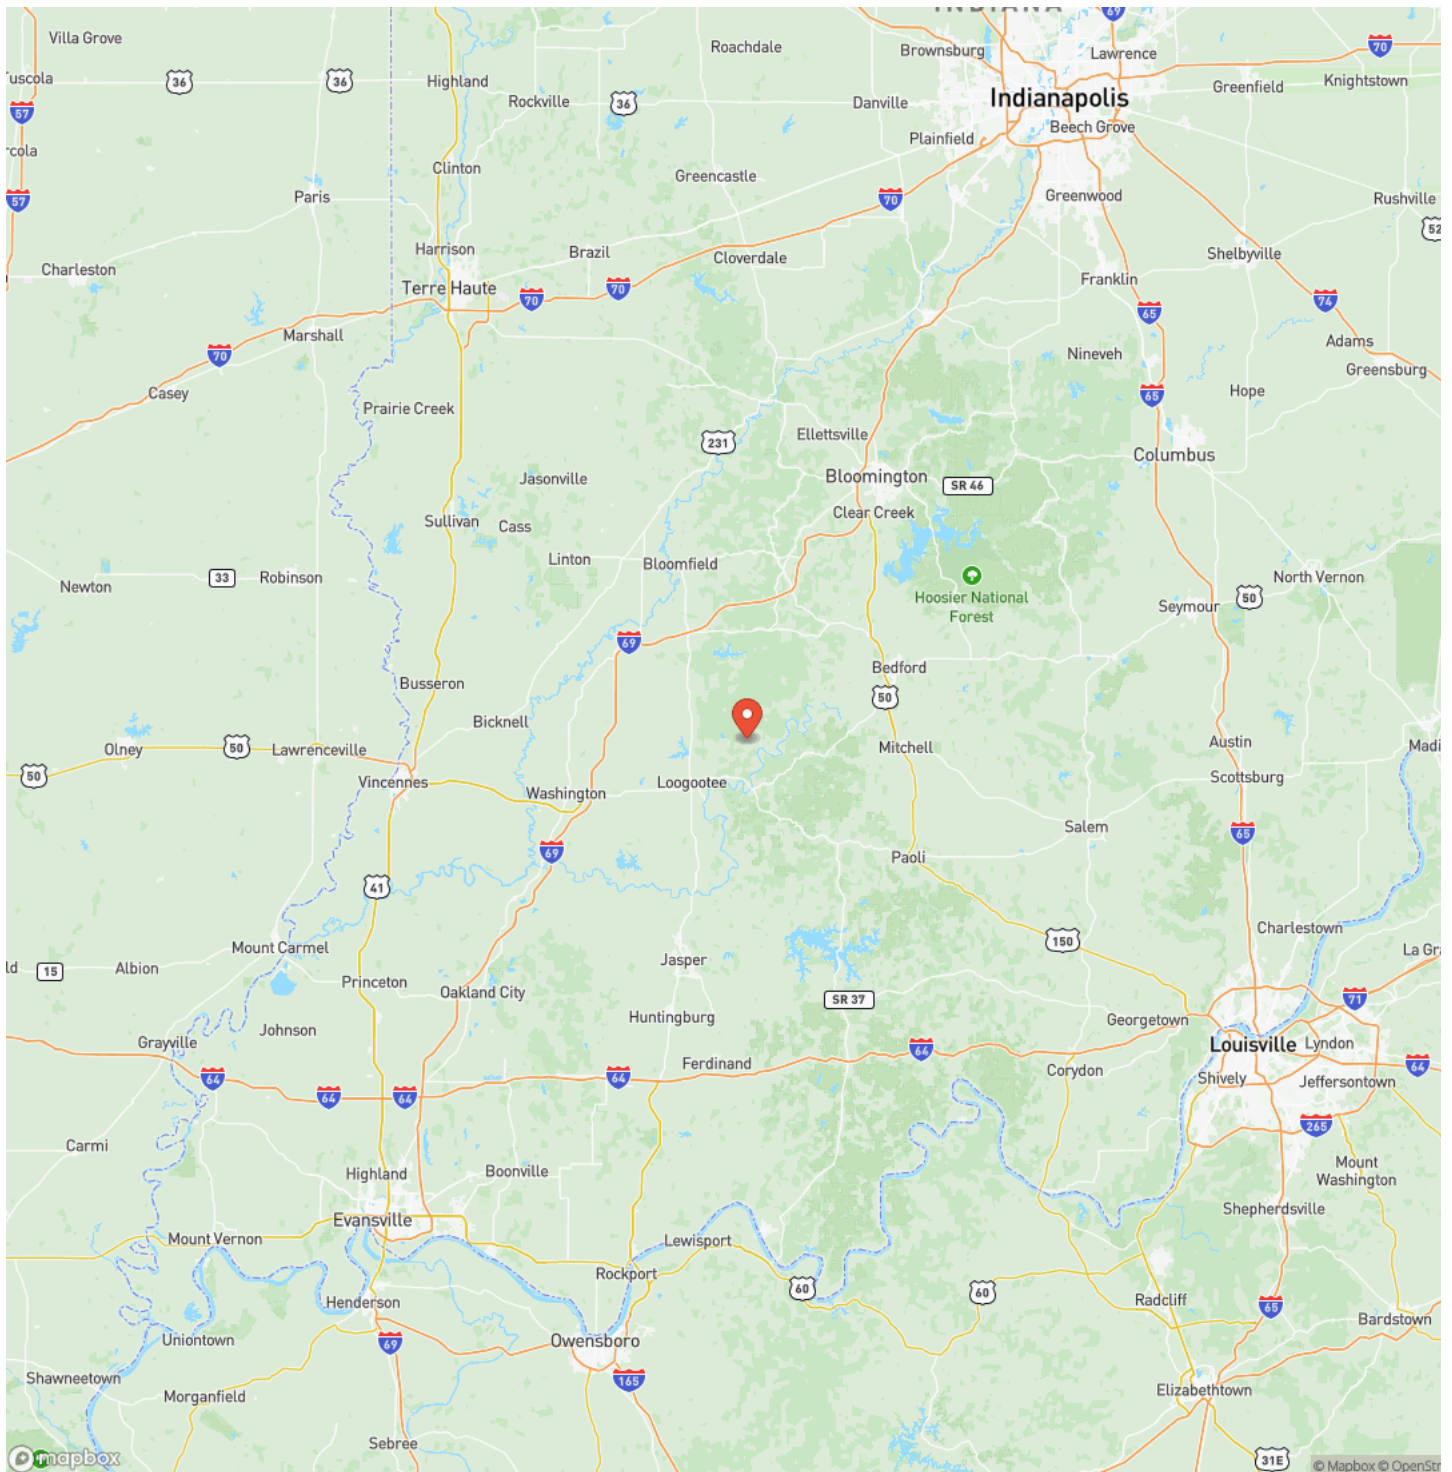 INDIANA
69
Villa Grove
Roachdale
Brownsburg
Lawrence
70
Tuscola
36
36
Highland
Rockville
36
Danville
Indianapolis
Greenfield
Knightstown
57
Plainfield
Beech Grove
rcola
Clinton
Greencastle
57
Paris
70
Greenwood
Rushville
52
Harrison
Brazil
Cloverdale
Shelbyville
Charleston
Terre Haute
70
70
Franklin
65
74
Marshall
70
Nineveh
Adams
Greensburg
Casey
Prairie Creek
65
Hope
231
Ellettsville
Columbus
Jasonville
Bloomington
SR 46
Sullivan
Cass
Clear Creek
Linton
Bloomfield
Newton
33
Robinson
Hoosier National
Forest
North Vernon
50
Seymour
69
Bedford
Busseron
50
Bicknell
Olney
50
Lawrenceville
Mitchell
Austin
Madi
50
Vincennes
Washington
Loogootee
Scottsburg
69
Salem
65
41
Paoli
Mount Carmel
150
Charlestown
La Gra
ld
15
Albion
Princeton
Oakland City
Jasper
SR 37
71
Johnson
Huntingburg
Georgetown
Grayville
Louisville
Lyndon
64
64
64
64
Ferdinand
64
Corydon
Shively
Jeffersontown
64
265
Carmi
Highland
Boonville
Mount
Washington
Evansville
Shepherdsville
Mount Vernon
Lewisport
Rockport
60
60
Henderson
Radcliff
65
Bardstown
Uniontown
69
Owensboro
165
Shawneetown
Morganfield
Elizabethtown
Sebree
31E
mapbox
© Mapbox © OpenStr